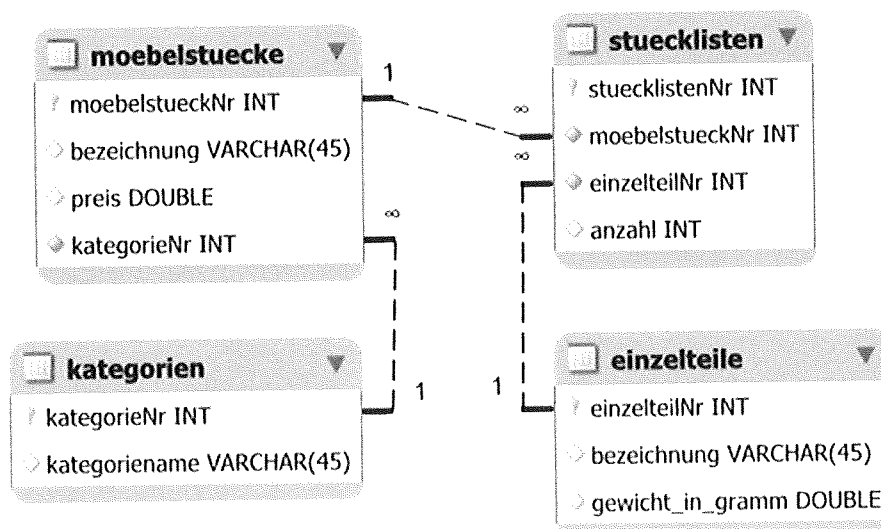 moebelstuecke
moebelstueckNr INT
bezeichnung VARCHAR(45)
preis DOUBLE
kategorieNr INT
1
∞
stuecklisten
stuecklistenNr INT
moebelstueckNr INT
einzelteilNr INT
anzahl INT
∞
∞
kategorien
kategorieNr INT
kategoriename VARCHAR(45)
1
1
einzelteile
einzelteilNr INT
bezeichnung VARCHAR(45)
gewicht_in_gramm DOUBLE